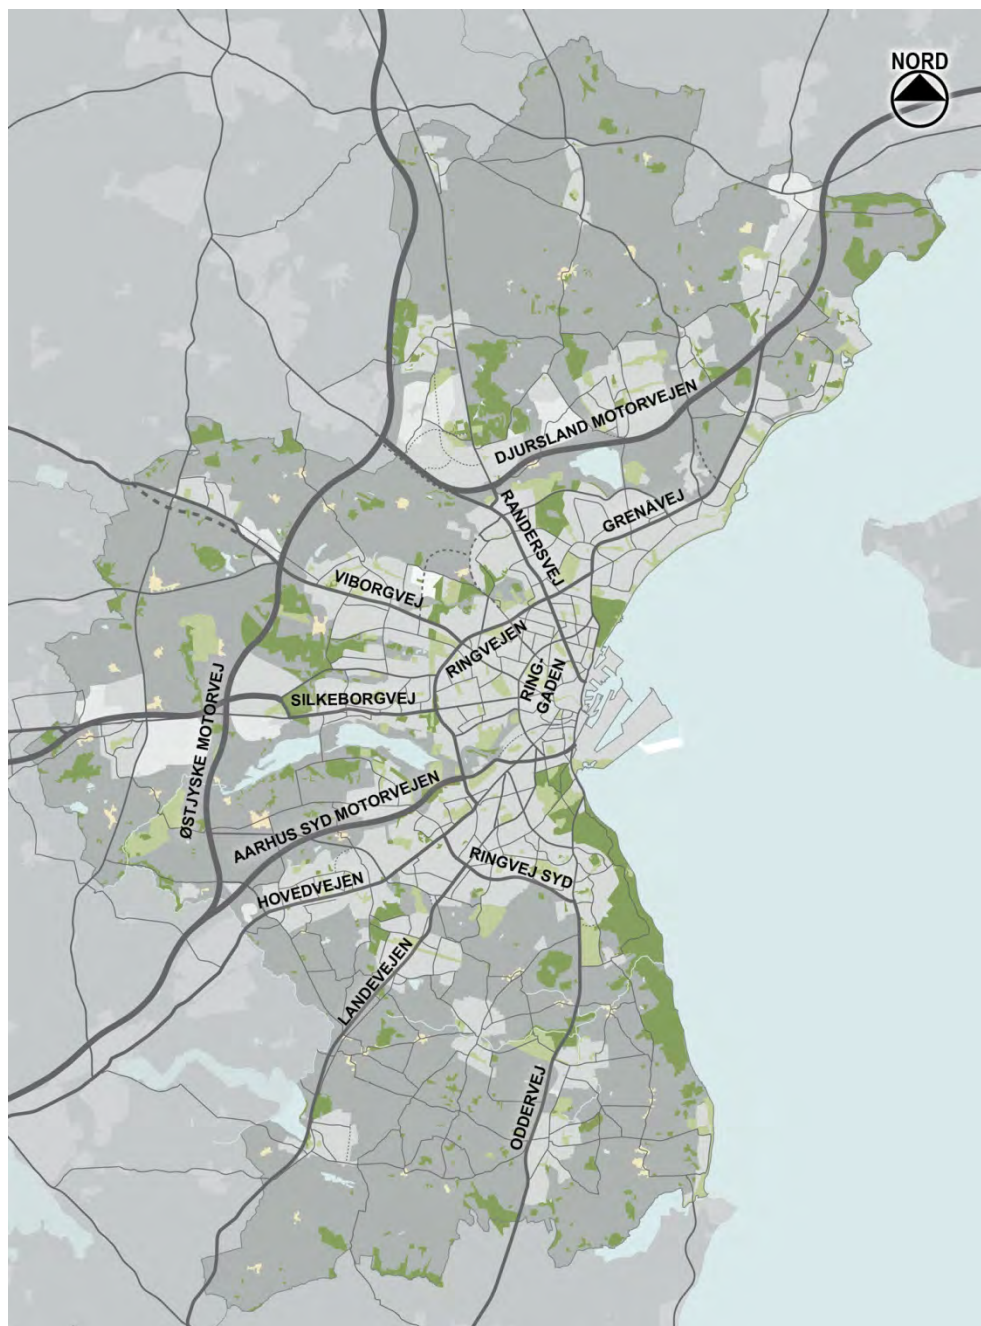 NORD
DJURSLAND MOTORVEJEN
RANDERSVEJ
GRENÅVEJ
VIBORGVEJ
RINGVEJEN
RING-
GADEN
SILKEBORGVEJ
ØSTJYSKE MOTORVEJ
AARHUS SYD MOTORVEJEN
RINGVEJ SYD
HOVEDVEJEN
LANDEVEJEN
ODDERVEJ